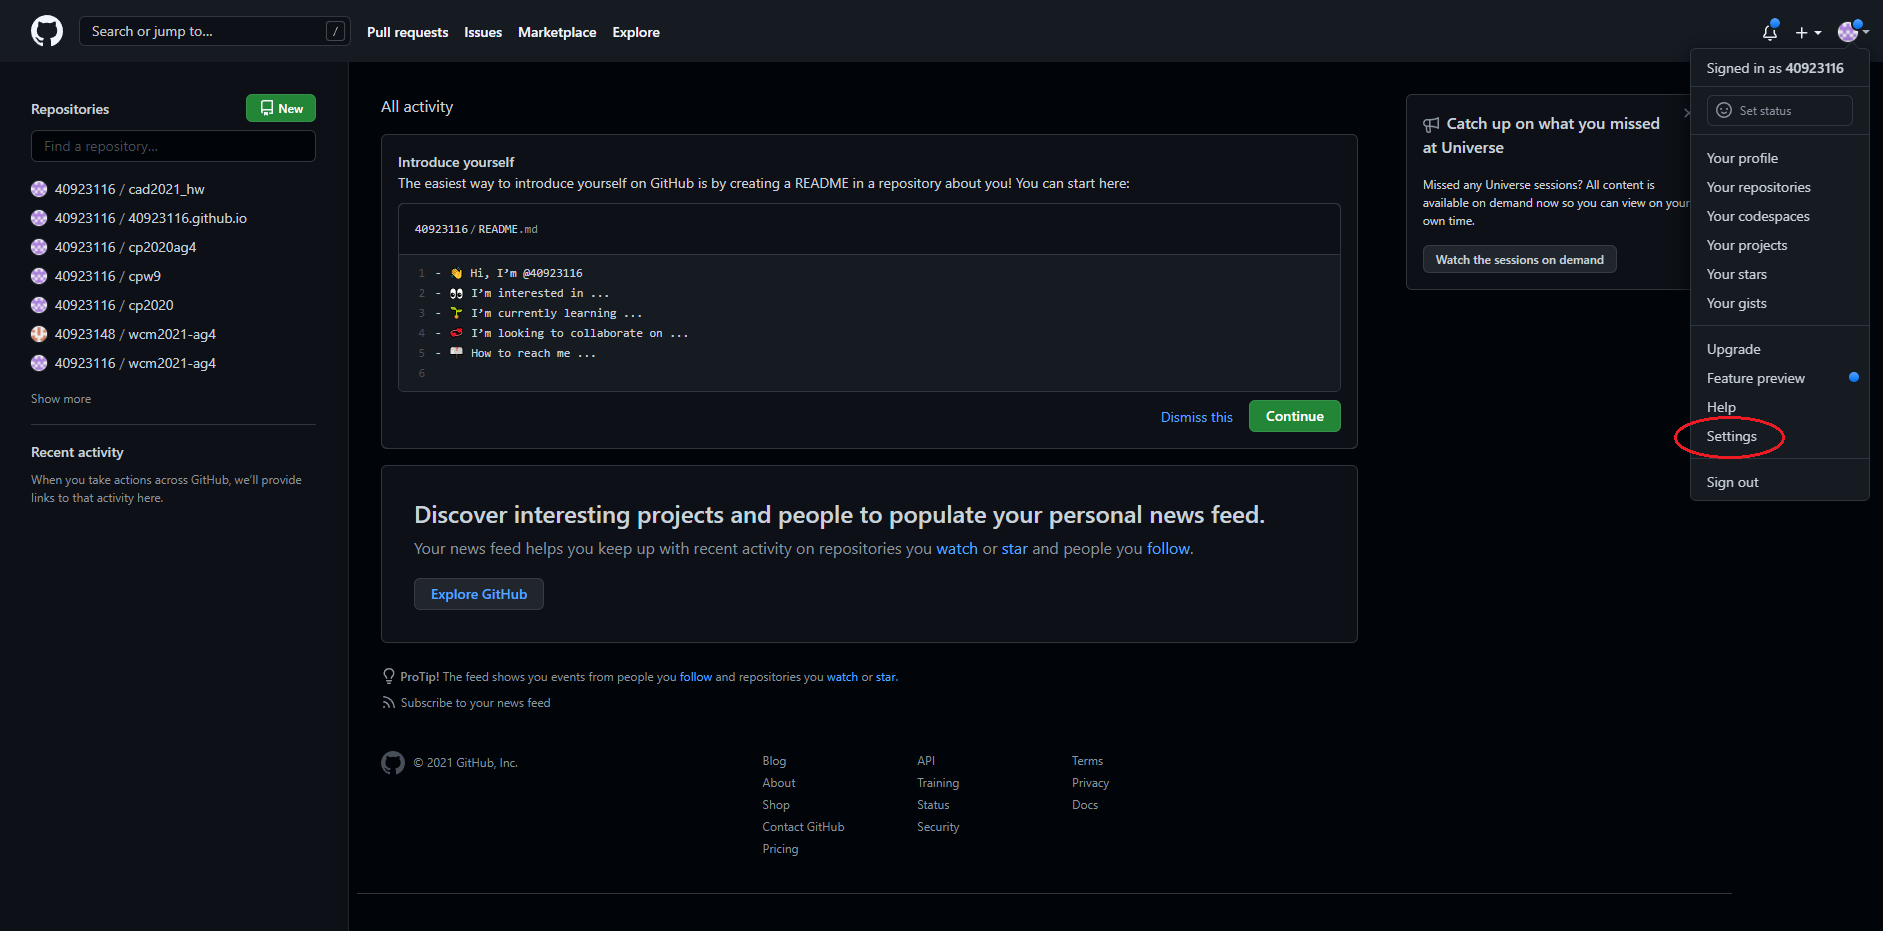 Search or jump to... /
Pull requests
Issues
Marketplace
Explore
Signed in as 40923116
Set status
Your profile
Your repositories
Your codespaces
Your projects
Your stars
Your gists
Upgrade
Feature preview
Help
Settings
Sign out
Repositories
New
Find a repository...
40923116 / cad2021_hw
40923116 / 40923116.github.io
40923116 / cp2020ag4
40923116 / cpw9
40923116 / cp2020
40923148 / wcm2021-ag4
40923116 / wcm2021-ag4
Show more
Recent activity
When you take actions across GitHub, we'll provide
links to that activity here.
All activity
Introduce yourself
The easiest way to introduce yourself on GitHub is by creating a README in a repository about you! You can start here:
40923116 / README.md
1 - 👋 Hi, I'm @40923116
2 - 👀 I'm interested in ...
3 - 🌱 I'm currently learning ...
4 - 💞️ I'm looking to collaborate on ...
5 - 📫 How to reach me ...
6
Dismiss this
Continue
Discover interesting projects and people to populate your personal news feed.
Your news feed helps you keep up with recent activity on repositories you watch or star and people you follow.
Explore GitHub
ProTip! The feed shows you events from people you follow and repositories you watch or star.
Subscribe to your news feed
Catch up on what you missed
at Universe
Missed any Universe sessions? All content is
available on demand now so you can view on your
own time.
Watch the sessions on demand
© 2021 GitHub, Inc.
Blog
About
Shop
Contact GitHub
Pricing
API
Training
Status
Security
Terms
Privacy
Docs